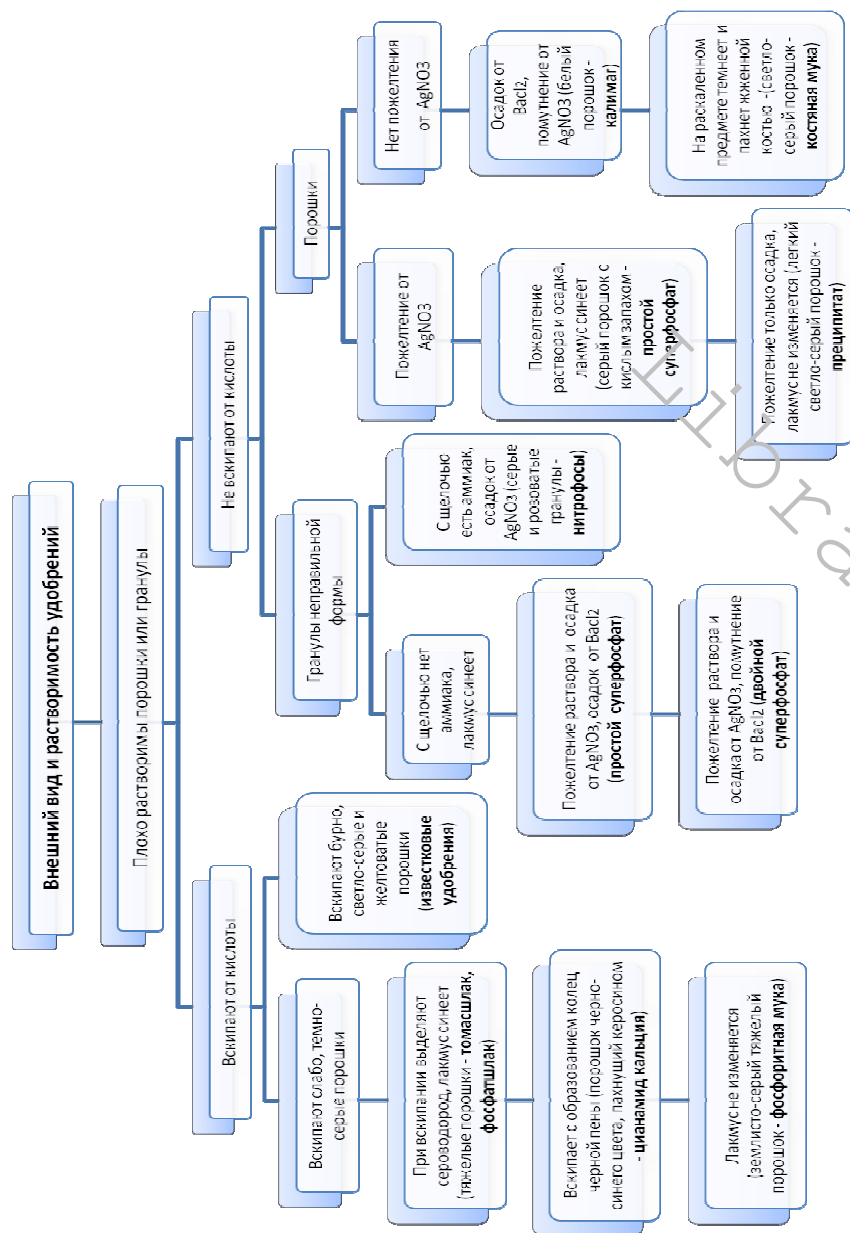 Внешний вид и растворимость удобрений
Плохо растворимы порошки или гранулы
Вскипают от кислоты
Вскипают слабо, темно-
серые порошки
При вскипании выделяют
сероводород, лакмус синеет
(тяжелые порошки - томасшлак,
фосфатшлак)
Вскипает с образованием колец
черной пены (порошок черно-
синего цвета, пахнущий керосином
- цианамид кальция)
Лакмус не изменяется
(землисто-серый тяжелый
порошок - фосфоритная мука)
Вскипают бурно,
светло-серые и
желтоватые
порошки
(известковые
удобрения)
Не вскипают от кислоты
Гранулы неправильной
формы
С щелочью нет
аммиака,
лакмус синеет
Пожелтение раствора и осадка
от AgNO3, осадок от Bacl2
(простой суперфосфат)
Пожелтение раствора и
осадка от AgNO3, помутнение
от Bacl2 (двойной
суперфосфат)
С щелочью
есть аммиак,
осадок от
AgNO3 (серые
и розоватые
гранулы -
нитрофосы)
Порошки
Пожелтение от
AgNO3
Пожелтение
раствора и осадка,
лакмус синеет
(серый порошок с
кислым запахом -
простой
суперфосфат)
Пожелтение только осадка,
лакмус не изменяется (легкий
светло-серый порошок -
преципитат)
Нет пожелтения
от AgNO3
Осадок от
Bacl2,
помутнение от
AgNO3 (белый
порошок-
калимаг)
На раскаленном
предмете темнеет и
пахнет жженной
костью -(светло-
серый порошок -
костяная мука)
Libra